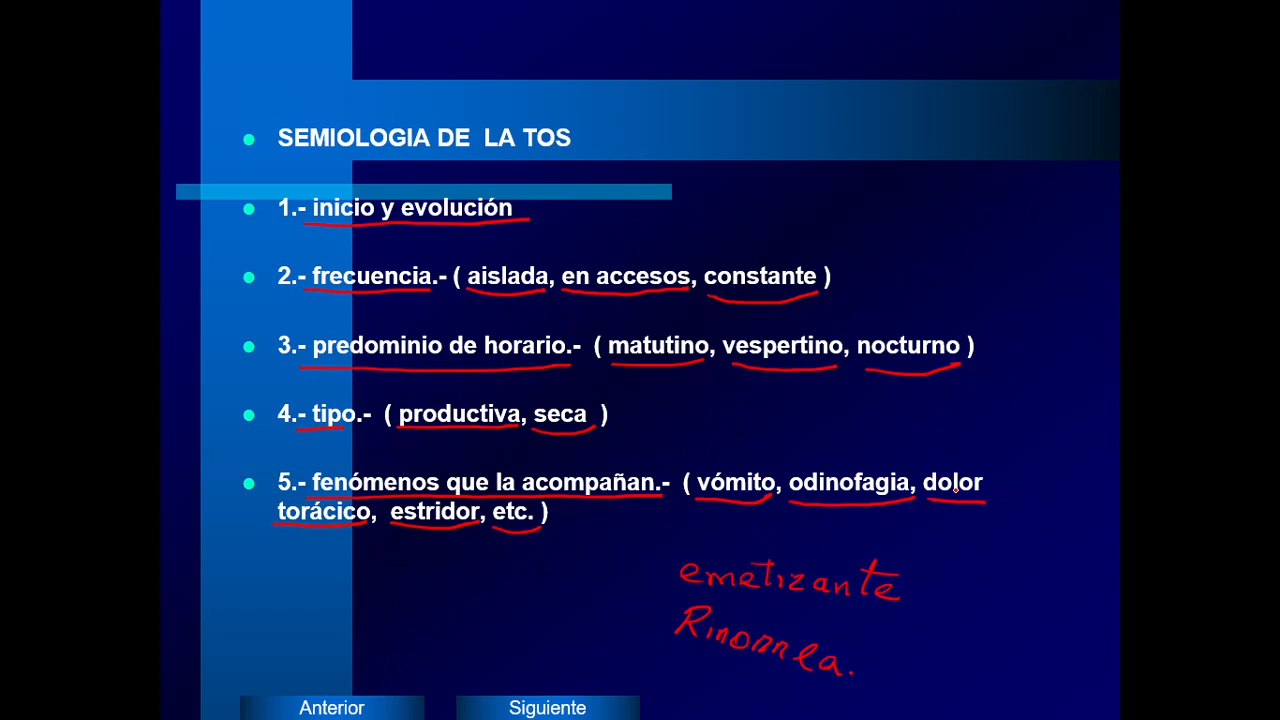 SEMIOLOGIA DE LA TOS
1.- inicio y evolución
2.- frecuencia.- ( aislada, en accesos, constante )
3.- predominio de horario.- ( matutino, vespertino, nocturno )
4.- tipo.- ( productiva, seca )
5.- fenómenos que la acompañan.- ( vómito, odinofagia, dolor
torácico, estridor, etc. )
emetizante
Rinorrea.
Anterior
Siguiente